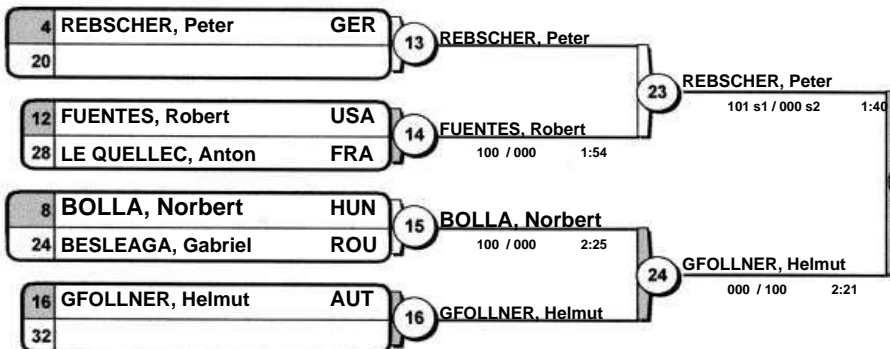 4 REBSCHER, Peter GER
20
13 REBSCHER, Peter
12 FUENTES, Robert USA
28 LE QUELLEC, Anton FRA
14 FUENTES, Robert
100 / 000 1:54
23 REBSCHER, Peter
101 s1 / 000 s2 1:40
8 BOLLA, Norbert HUN
24 BESLEAGA, Gabriel ROU
15 BOLLA, Norbert
100 / 000 2:25
16 GFOLLNER, Helmut AUT
32
16 GFOLLNER, Helmut
24 GFOLLNER, Helmut
000 / 100 2:21